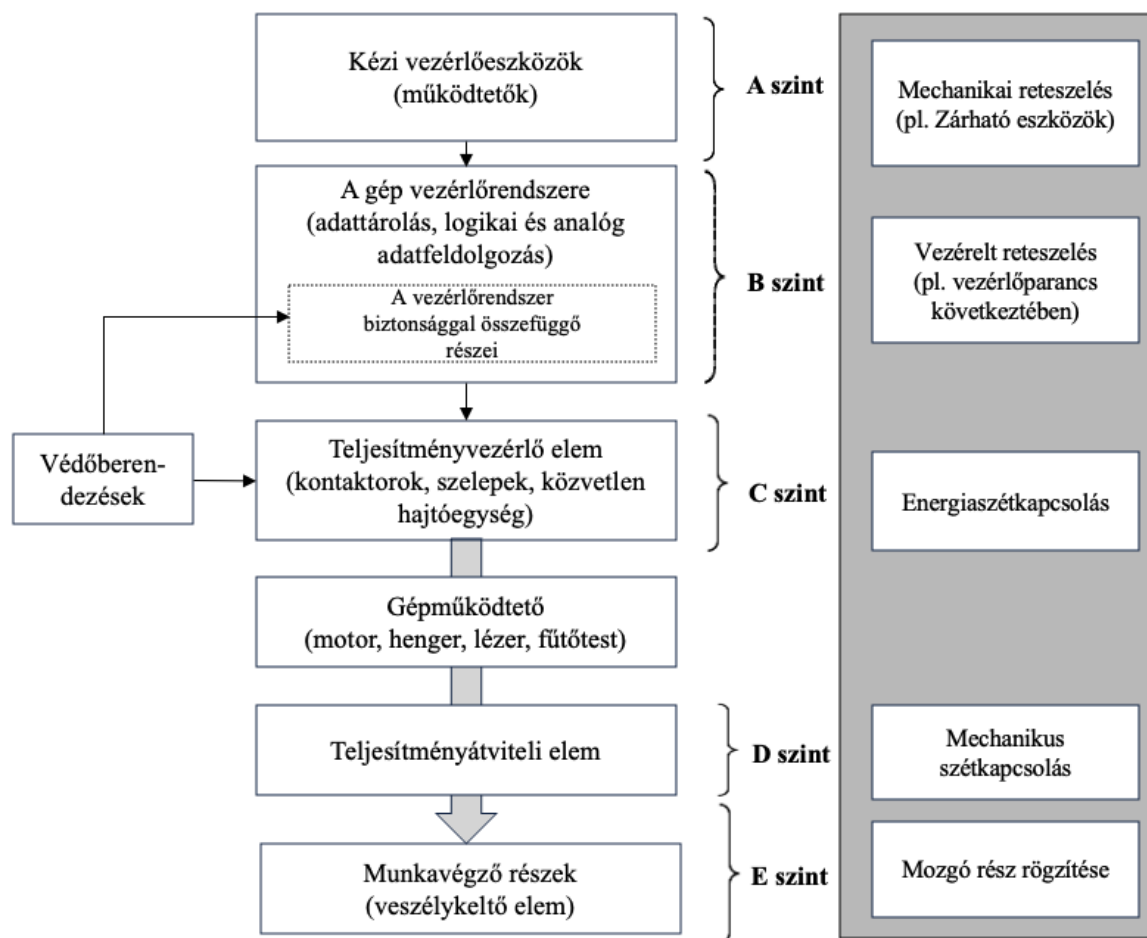 Kézi vezérlőeszközök
(működtetők)
A szint
Mechanikai reteszelés
(pl. Zárható eszközök)
A gép vezérlőrendszere
(adattárolás, logikai és analóg
adatfeldolgozás)
A vezérlőrendszer
biztonsággal összefüggő
részei
B szint
Vezérelt reteszelés
(pl. vezérlőparancs
következtében)
Védőberen-
dezések
Teljesítményvezérlő elem
(kontaktorok, szelepek, közvetlen
hajtóegység)
C szint
Energiaszétkapcsolás
Gépműködtető
(motor, henger, lézer, fűtőtest)
Teljesítményátviteli elem
D szint
Mechanikus
szétkapcsolás
Munkavégző részek
(veszélykeltő elem)
E szint
Mozgó rész rögzítése